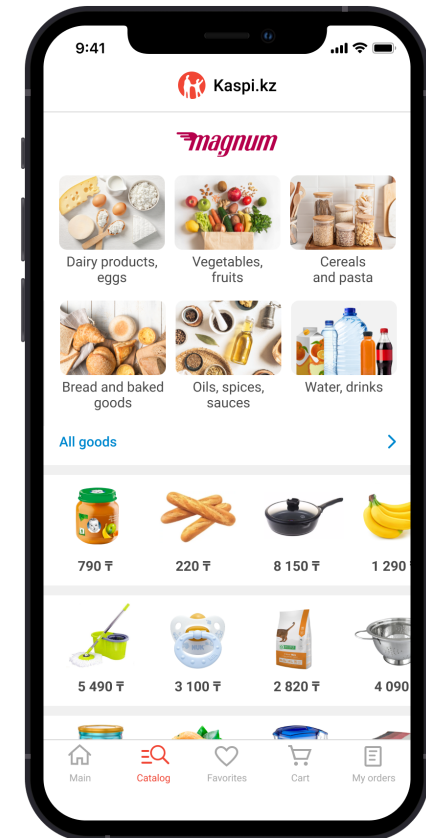 9:41
Kaspi.kz
magnum
Dairy products,
eggs
Vegetables,
fruits
Cereals
and pasta
Bread and baked
goods
Oils, spices,
sauces
Water, drinks
All goods
790 ₸
220 ₸
8 150 ₸
1 290
5 490 ₸
3 100 ₸
2 820 ₸
4 090
Main
Catalog
Favorites
Cart
My orders